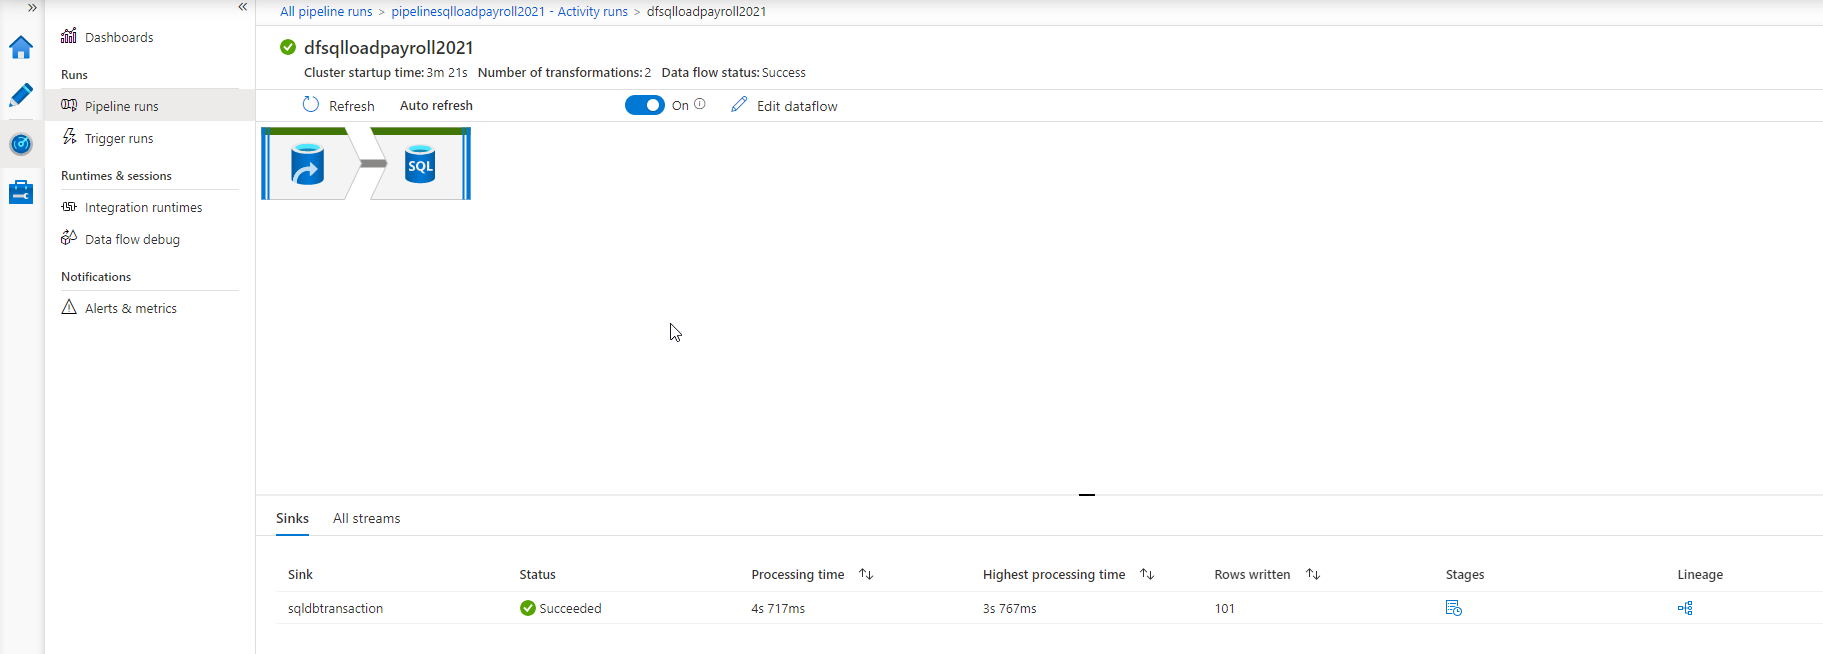 All pipeline runs > pipelinesqlloadpayroll2021 - Activity runs > dfsqlloadpayroll2021
Dashboards
Runs
Pipeline runs
Trigger runs
Runtimes & sessions
Integration runtimes
Data flow debug
Notifications
Alerts & metrics
dfsqlloadpayroll2021
Cluster startup time: 3m 21s Number of transformations: 2 Data flow status: Success
Refresh Auto refresh On Edit dataflow
SQL
Sinks All streams
Sink Status Processing time Highest processing time Rows written Stages Lineage
sqldbtransaction Succeeded 4s 717ms 3s 767ms 101